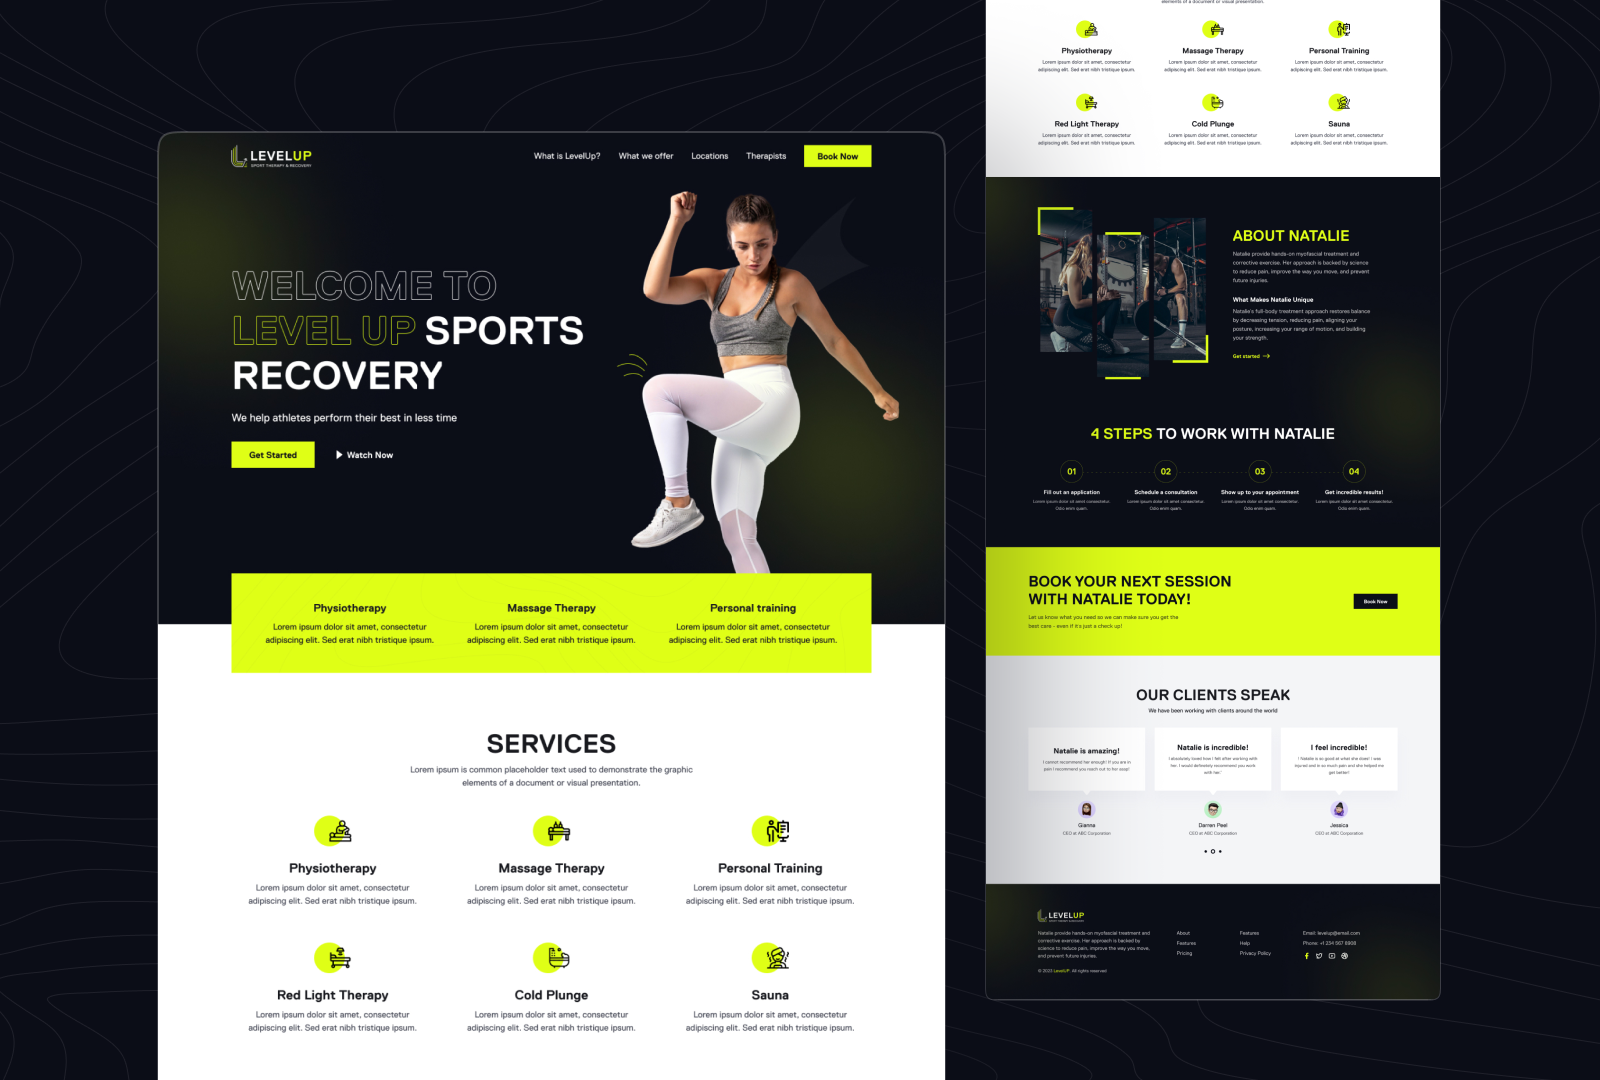 LEVELUP
SPORT THERAPY & RECOVERY
What is LevelUp?
What we offer
Locations
Therapists
Book Now
WELCOME TO
LEVEL UP SPORTS
RECOVERY
We help athletes perform their best in less time
Get Started
Watch Now
Physiotherapy
Lorem ipsum dolor sit amet, consectetur
adipiscing elit. Sed erat nibh tristique ipsum.
Massage Therapy
Lorem ipsum dolor sit amet, consectetur
adipiscing elit. Sed erat nibh tristique ipsum.
Personal training
Lorem ipsum dolor sit amet, consectetur
adipiscing elit. Sed erat nibh tristique ipsum.
SERVICES
Lorem ipsum is common placeholder text used to demonstrate the graphic
elements of a document or visual presentation.
Physiotherapy
Lorem ipsum dolor sit amet, consectetur
adipiscing elit. Sed erat nibh tristique ipsum.
Massage Therapy
Lorem ipsum dolor sit amet, consectetur
adipiscing elit. Sed erat nibh tristique ipsum.
Personal Training
Lorem ipsum dolor sit amet, consectetur
adipiscing elit. Sed erat nibh tristique ipsum.
Red Light Therapy
Lorem ipsum dolor sit amet, consectetur
adipiscing elit. Sed erat nibh tristique ipsum.
Cold Plunge
Lorem ipsum dolor sit amet, consectetur
adipiscing elit. Sed erat nibh tristique ipsum.
Sauna
Lorem ipsum dolor sit amet, consectetur
adipiscing elit. Sed erat nibh tristique ipsum.
elements of a document or visual presentation.
Physiotherapy
Lorem ipsum dolor sit amet, consectetur
adipiscing elit. Sed erat nibh tristique ipsum.
Massage Therapy
Lorem ipsum dolor sit amet, consectetur
adipiscing elit. Sed erat nibh tristique ipsum.
Personal Training
Lorem ipsum dolor sit amet, consectetur
adipiscing elit. Sed erat nibh tristique ipsum.
Red Light Therapy
Lorem ipsum dolor sit amet, consectetur
adipiscing elit. Sed erat nibh tristique ipsum.
Cold Plunge
Lorem ipsum dolor sit amet, consectetur
adipiscing elit. Sed erat nibh tristique ipsum.
Sauna
Lorem ipsum dolor sit amet, consectetur
adipiscing elit. Sed erat nibh tristique ipsum.
ABOUT NATALIE
Natalie provide hands-on myofascial treatment and
corrective exercise. Her approach is backed by science
to reduce pain, improve the way you move, and prevent
future injuries.
What Makes Natalie Unique
Natalie's full-body treatment approach restores balance
by decreasing tension, reducing pain, aligning your
posture, increasing your range of motion, and building
your strength.
Get started
4 STEPS TO WORK WITH NATALIE
01
Fill out an application
Lorem ipsum dolor sit amet consectetur.
Odio enim quam.
02
Schedule a consultation
Lorem ipsum dolor sit amet consectetur.
Odio enim quam.
03
Show up to your appointment
Lorem ipsum dolor sit amet consectetur.
Odio enim quam.
04
Get incredible results!
Lorem ipsum dolor sit amet consectetur.
Odio enim quam.
BOOK YOUR NEXT SESSION
WITH NATALIE TODAY!
Let us know what you need so we can make sure you get the
best care - even if it's just a check up!
Book Now
OUR CLIENTS SPEAK
We have been working with clients around the world
Natalie is amazing!
I cannot recommend her enough! If you are in
pain I recommend you reach out to her asap!
Gianna
CEO at ABC Corporation
Natalie is incredible!
I absolutely loved how I felt after working with
her. I would definitely recommend you work
with her."
Darren Peel
CEO at ABC Corporation
I feel incredible!
! Natalie is so good at what she does! I was
injured and in so much pain and she helped me
get better!
Jessica
CEO at ABC Corporation
LEVELUP
Natalie provide hands-on myofascial treatment and
corrective exercise. Her approach is backed by
science to reduce pain, improve the way you move,
and prevent future injuries.
© 2023 LevelUP. All rights reserved
About
Features
Pricing
Features
Help
Privacy Policy
Email: levelup@email.com
Phone: +1 234 567 8908